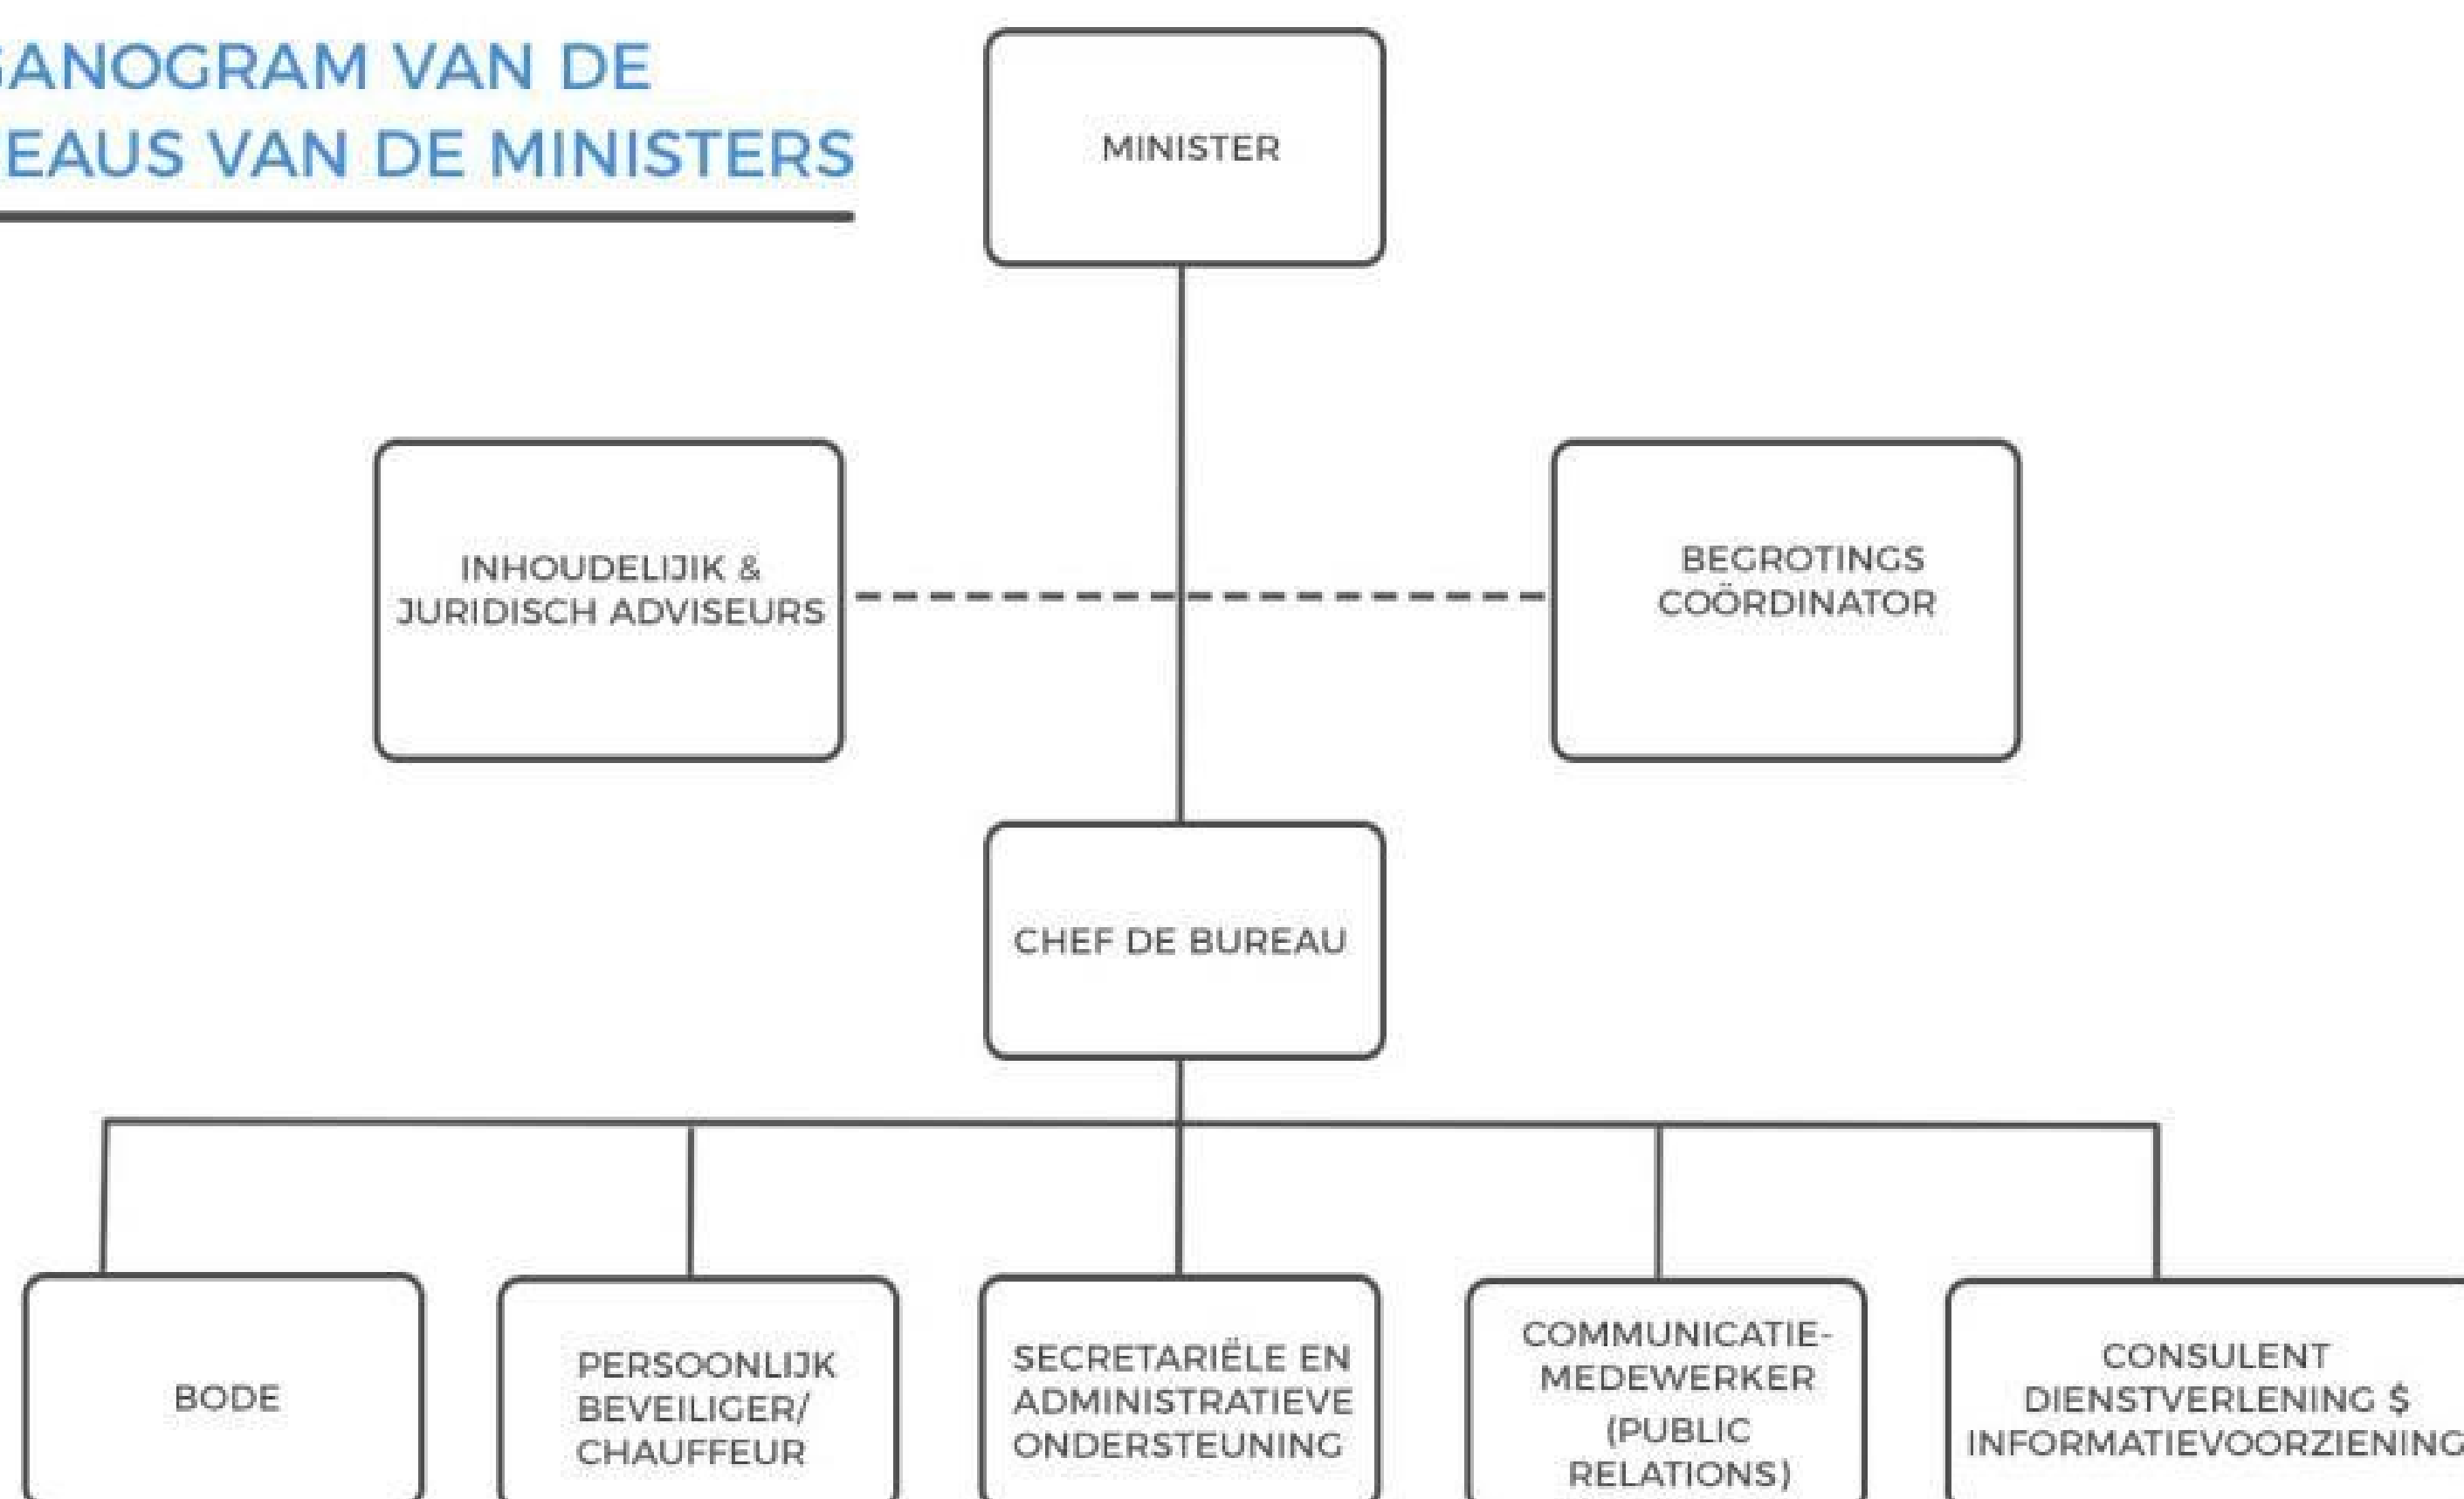 GANOGRAM VAN DE
EAUS VAN DE MINISTERS
MINISTER
INHOUDELIJIK &
JURIDISCH ADVISEURS
BEGROTINGS
COÖRDINATOR
CHEF DE BUREAU
BODE
PERSOONLIJK
BEVEILIGER/
CHAUFFEUR
SECRETARIËLE EN
ADMINISTRATIEVE
ONDERSTEUNING
COMMUNICATIE-
MEDEWERKER
(PUBLIC
RELATIONS)
CONSULENT
DIENSTVERLENING $
INFORMATIEVOORZIENING